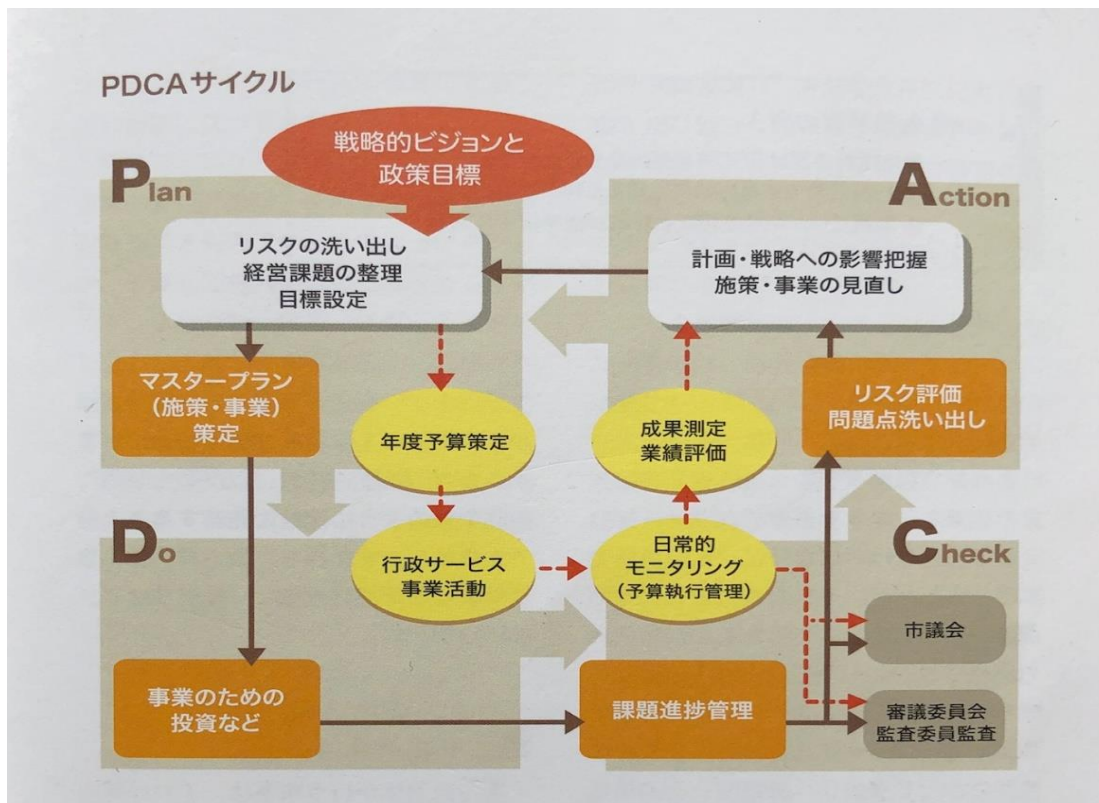 PDCAサイクル
戦略的ビジョンと
政策目標
Plan
リスクの洗い出し
経営課題の整理
目標設定
マスタープラン
（施策・事業）
策定
年度予算策定
Action
計画・戦略への影響把握
施策・事業の見直し
成果測定
業績評価
リスク評価
問題点洗い出し
Do
行政サービス
事業活動
事業のための
投資など
Check
日常的
モニタリング
（予算執行管理）
課題進捗管理
市議会
審議委員会
監査委員監査